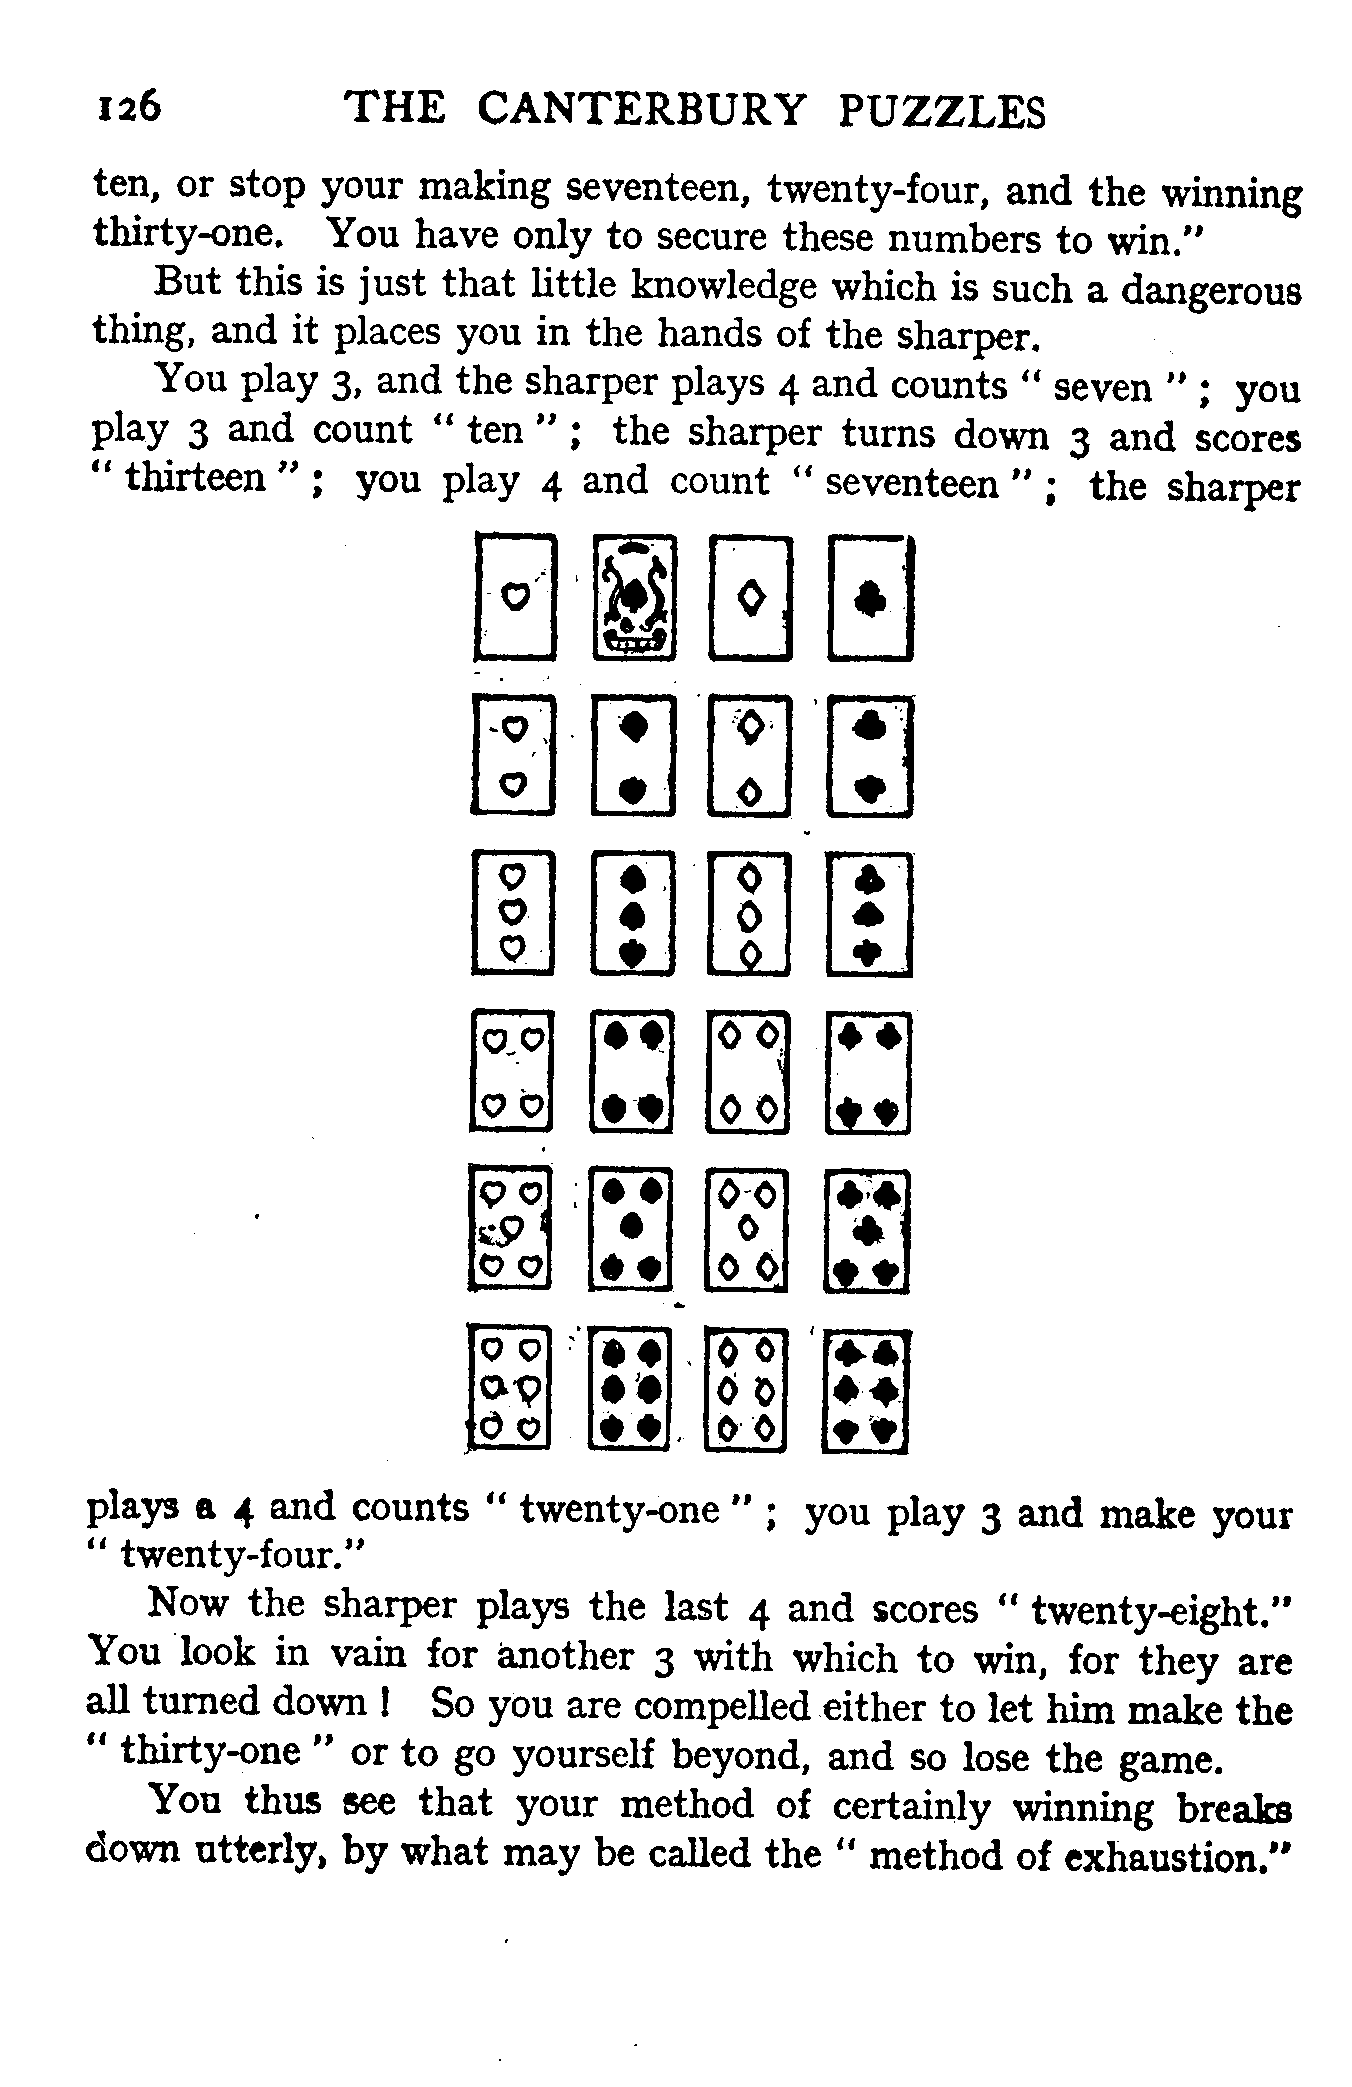 126 THE CANTERBURY PUZZLES
ten, or stop your making seventeen, twenty-four, and the winning
thirty-one. You have only to secure these numbers to win."
But this is just that little knowledge which is such a dangerous
thing, and it places you in the hands of the sharper.
You play 3, and the sharper plays 4 and counts " seven " ; you
play 3 and count " ten " ; the sharper turns down 3 and scores
" thirteen " ; you play 4 and count " seventeen " ; the sharper
plays a 4 and counts " twenty-one " ; you play 3 and make your
" twenty-four."
Now the sharper plays the last 4 and scores " twenty-eight."
You look in vain for another 3 with which to win, for they are
all turned down ! So you are compelled either to let him make the
" thirty-one " or to go yourself beyond, and so lose the game.
You thus see that your method of certainly winning breaks
down utterly, by what may be called the " method of exhaustion."